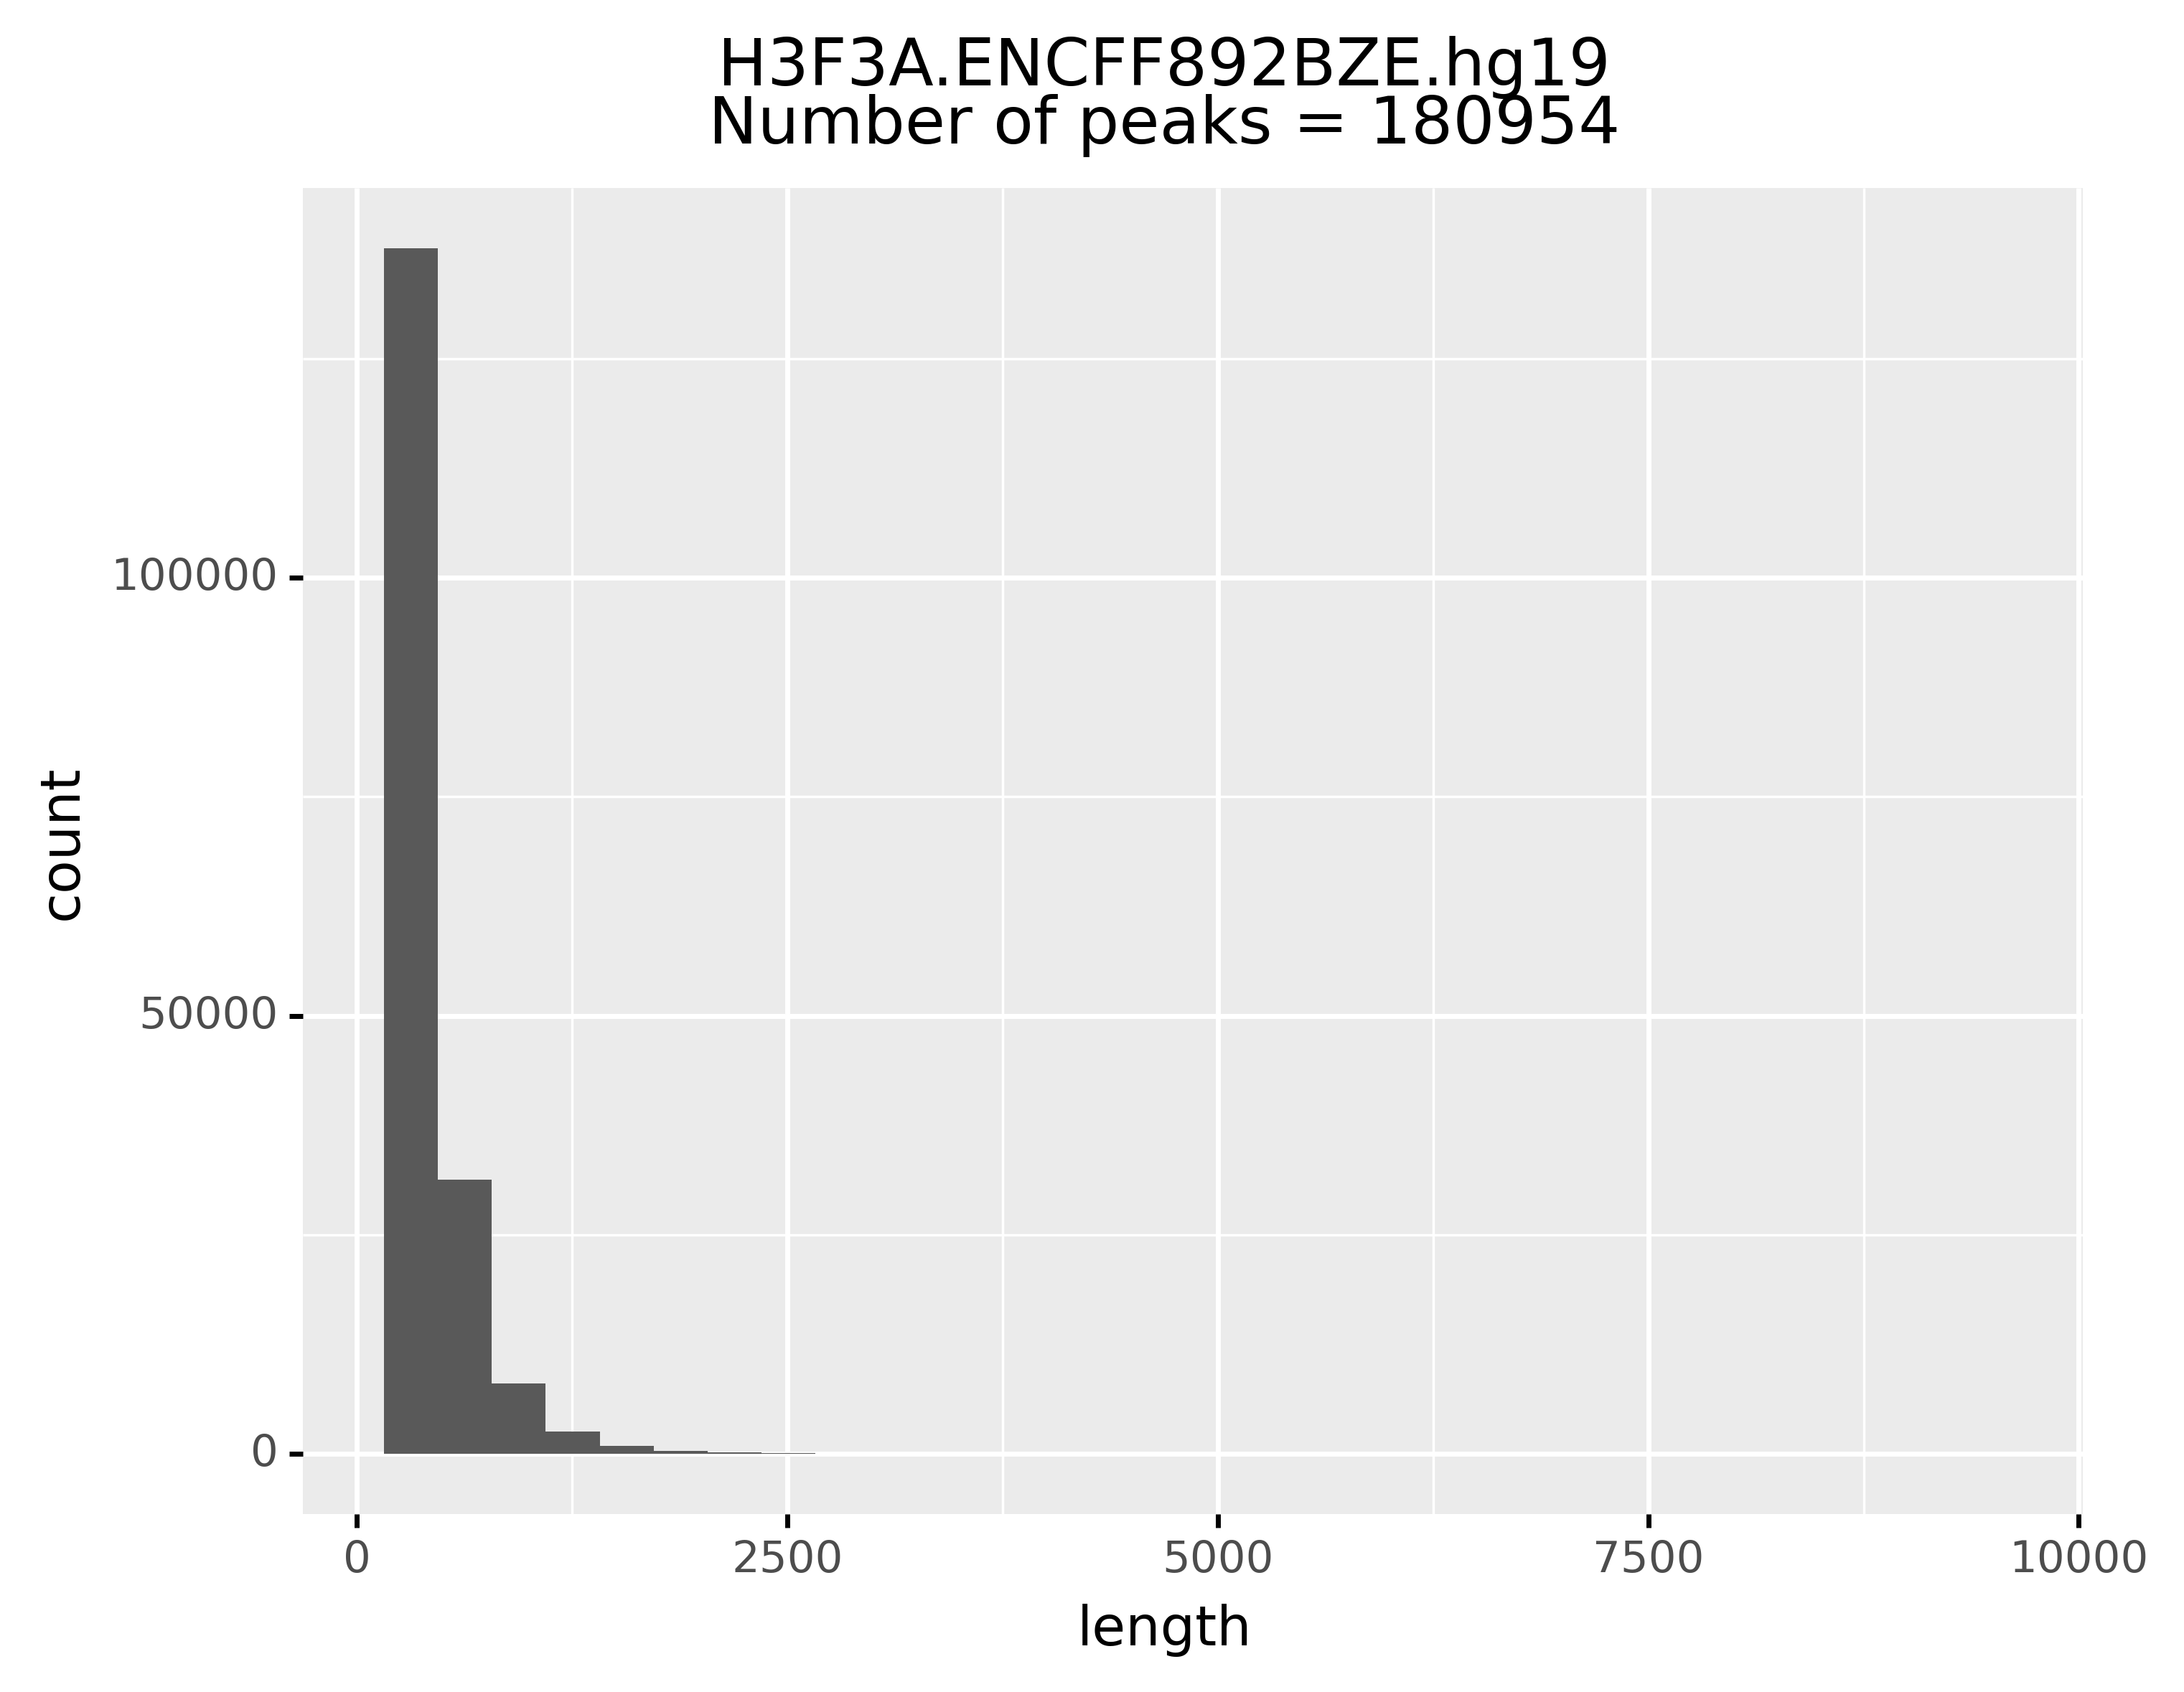 H3F3A.ENCFF892BZE.hg19
Number of peaks = 180954
count
100000
50000
0
0 2500 5000 7500 10000
length